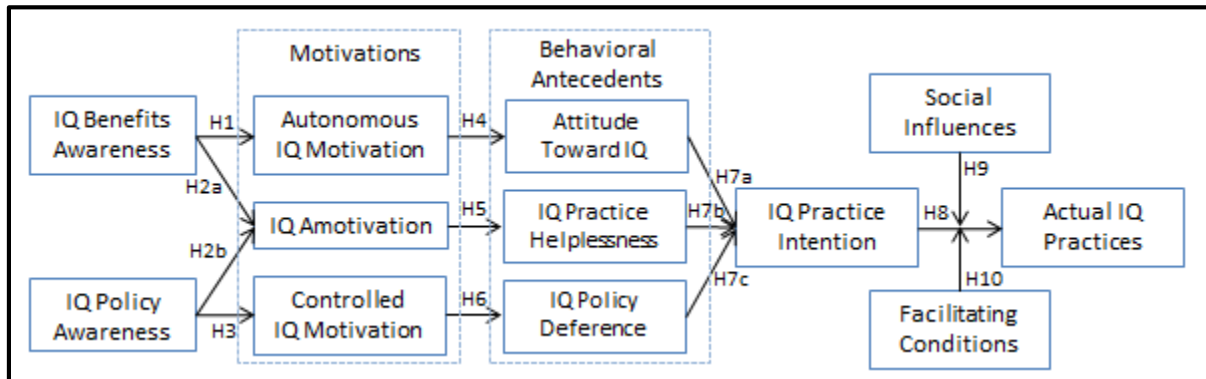 Motivations
Behavioral
Antecedents
IQ Benefits
Awareness
H1
Autonomous
IQ Motivation
H4
Attitude
Toward IQ
Social
Influences
H2a
H7a
H9
IQ Amotivation
H5
IQ Practice
Helplessness
H7b
IQ Practice
Intention
H8
Actual IQ
Practices
H2b
IQ Policy
Awareness
H3
Controlled
IQ Motivation
H6
IQ Policy
Deference
H7c
H10
Facilitating
Conditions